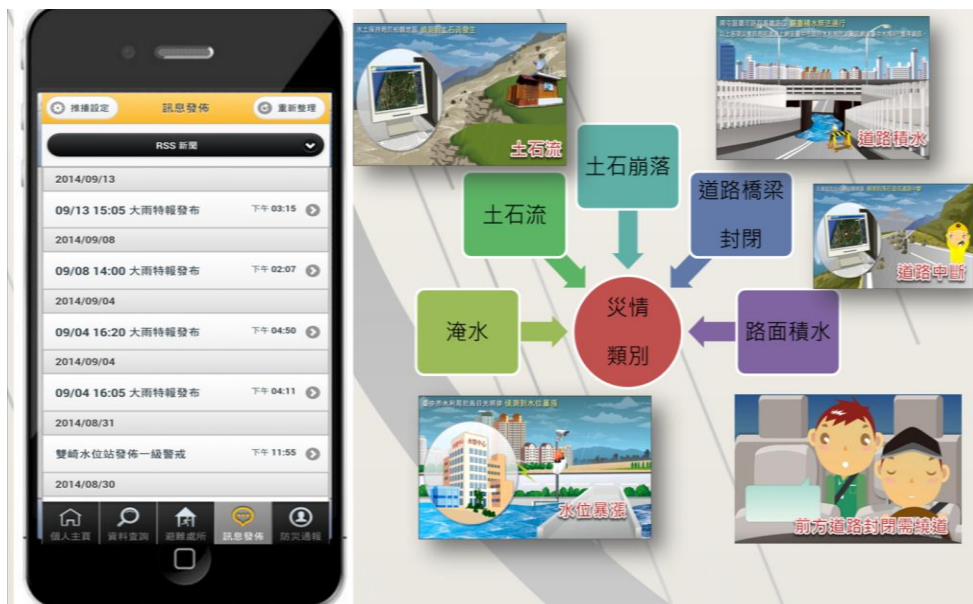 推播設定
訊息發佈
重新整理
RSS 新聞
2014/09/13
09/13 15:05 大雨特報發布
下午 03:15
2014/09/08
09/08 14:00 大雨特報發布
下午 02:07
2014/09/04
09/04 16:20 大雨特報發布
下午 04:50
2014/09/04
09/04 16:05 大雨特報發布
下午 04:11
2014/08/31
雙崎水位站發佈一級警戒
下午 11:55
2014/08/30
個人主頁
資料查詢
避難處所
訊息發佈
防災通報
土石流
道路積水
道路中斷
土石崩落
土石流
道路橋梁
封閉
淹水
災情
類別
路面積水
水位暴漲
前方道路封閉需繞道